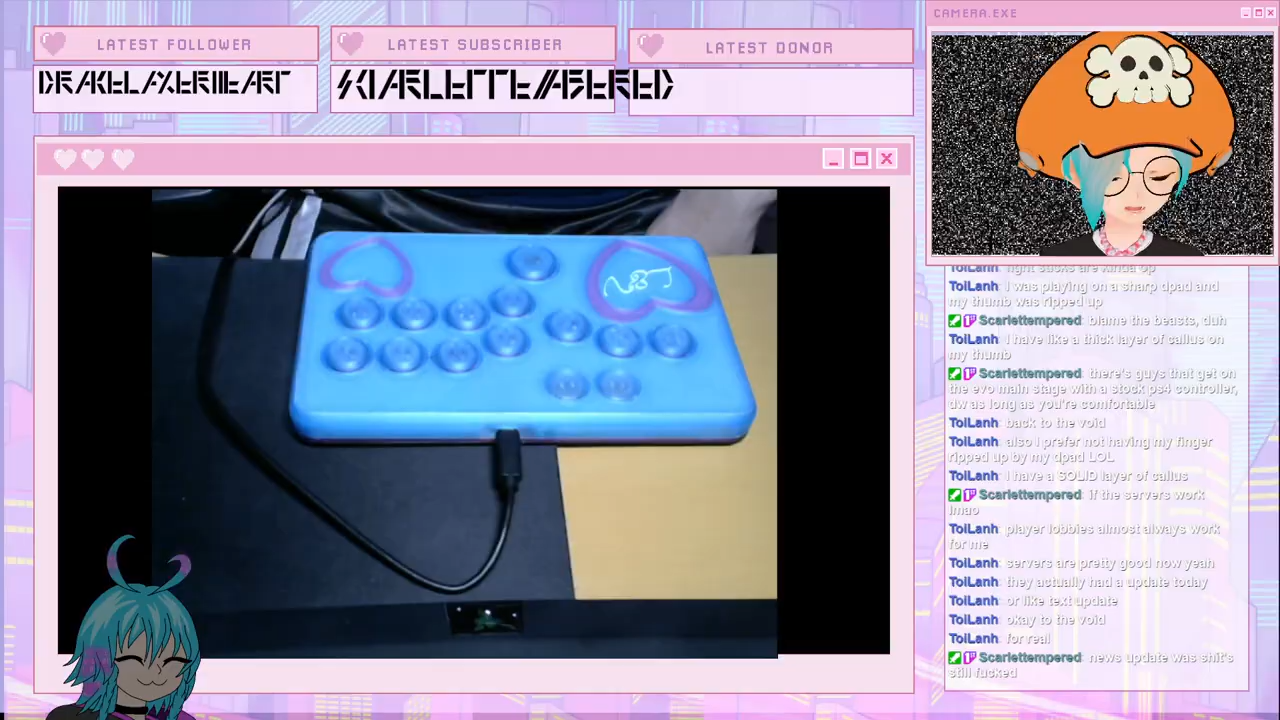 LATEST FOLLOWER
LATEST SUBSCRIBER
LATEST DONOR
CAMERA.EXE
ToiLanh: I was playing on a sharp dpad and
my thumb was ripped up
Scarlettempered: blame the beasts, duh
ToiLanh: I have like a thick layer of callus on
my thumb
Scarlettempered: there's guys that get on
the evo main stage with a stock ps4 controller,
dw as long as you're comfortable
ToiLanh: back to the void
ToiLanh: also I prefer not having my finger
ripped up by my dpad LOL
ToiLanh: I have a SOLID layer of callus
Scarlettempered: if the servers work
lmao
ToiLanh: player lobbies almost always work
for me
ToiLanh: servers are pretty good now yeah
ToiLanh: they actually had a update today
ToiLanh: or like text update
ToiLanh: okay to the void
ToiLanh: for real
Scarlettempered: news update was shit's
still fucked